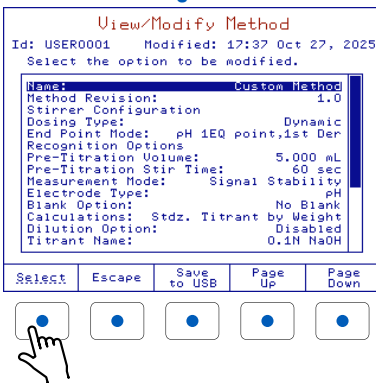 View/Modify Method
Id: USER0001 Modified: 17:37 Oct 27, 2025
Select the option to be modified.
Name: Custom Method
Method Revision: 1.0
Stirrer Configuration
Dosing Type: Dynamic
End Point Mode: pH 1EQ point,1st Der
Recognition Options
Pre-Titration Volume: 5.000 mL
Pre-Titration Stir Time: 60 sec
Measurement Mode: Signal Stability
Electrode Type: pH
Blank Option: No Blank
Calculations: Stdz. Titrant by Weight
Dilution Option: Disabled
Titrant Name: 0.1N NaOH
Select Escape Save to USB Page Up Page Down